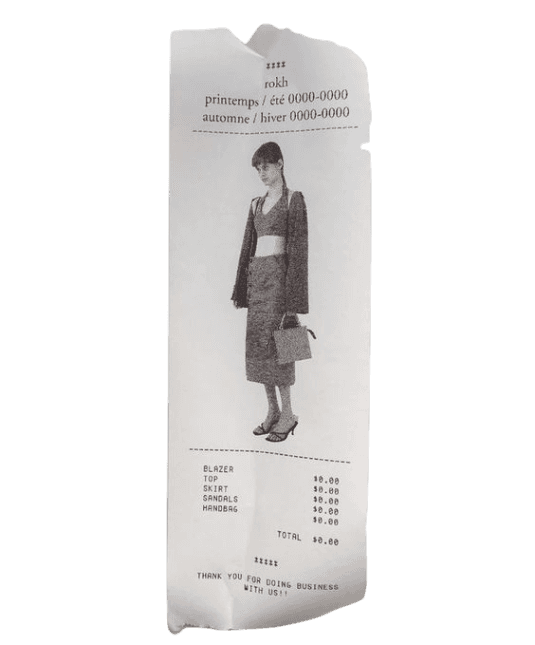 ####
rokh
printemps / été 0000-0000
automne / hiver 0000-0000
BLAZER $0.00
TOP $0.00
SKIRT $0.00
SANDALS $0.00
HANDBAG $0.00
TOTAL $0.00
#####
THANK YOU FOR DOING BUSINESS
WITH US!!